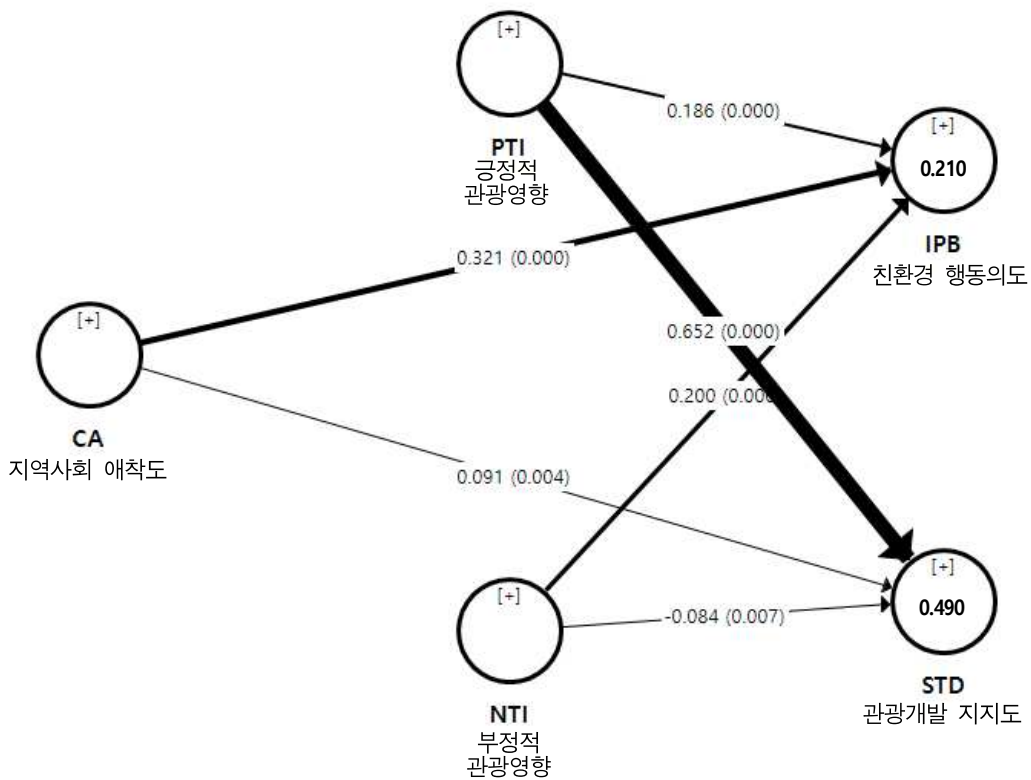 [+]
PTI
긍정적
관광영향
0.186 (0.000)
[+]
0.210
IPB
친환경 행동의도
0.321 (0.000)
[+]
CA
지역사회 애착도
0.652 (0.000)
0.200 (0.000
0.091 (0.004)
[+]
NTI
부정적
관광영향
-0.084 (0.007)
[+]
0.490
STD
관광개발 지지도